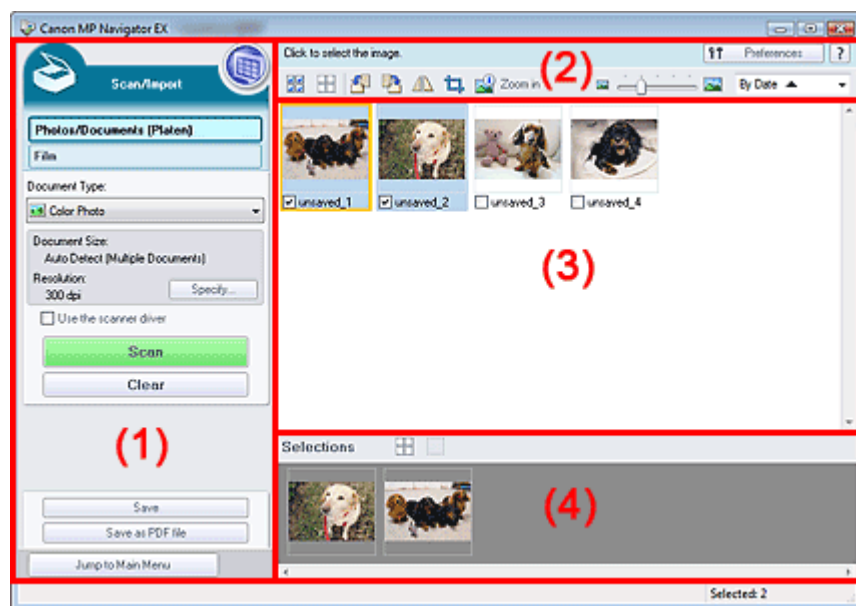 Canon MP Navigator EX
Scan/Import
Photos/Documents (Platen)
Film
Document Type:
Color Photo
Document Size:
Auto Detect (Multiple Documents)
Resolution:
300 dpi
Specify...
Use the scanner diver
Scan
Clear
(1)
Save
Save as PDF file
Jump to Main Menu
Click to select the image.
Preferences
?
Zoom in
(2)
By Date
unsaved_1
unsaved_2
unsaved_3
unsaved_4
(3)
Selections
(4)
Selected: 2